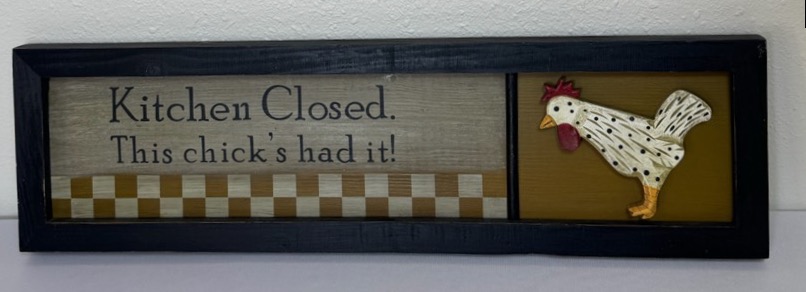 Kitchen Closed.
This chick's had it!